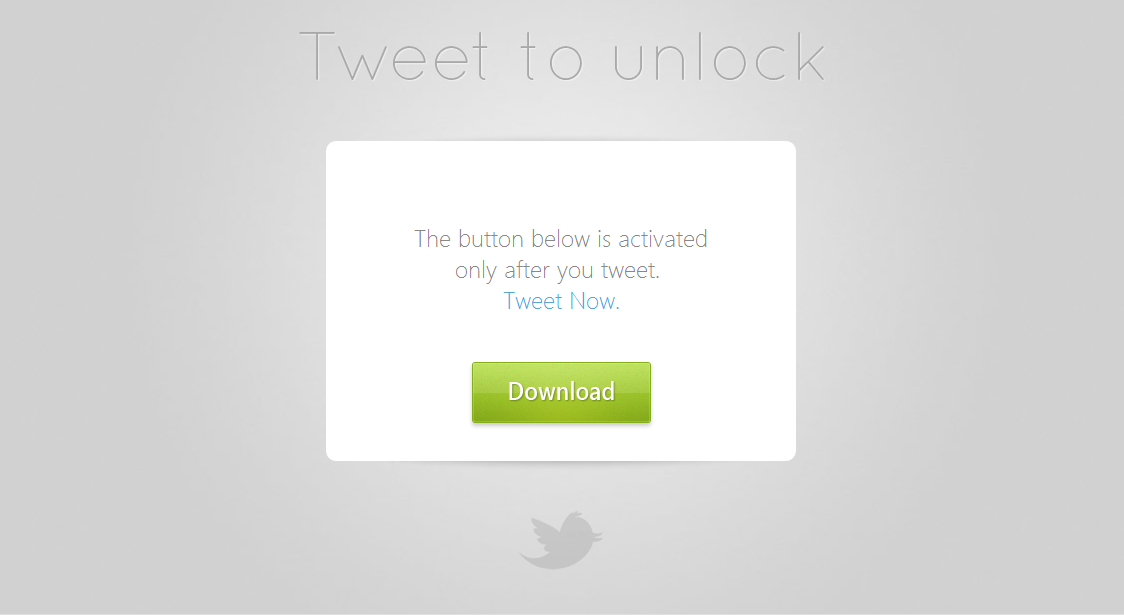 Tweet to unlock
The button below is activated
only after you tweet.
Tweet Now.
Download